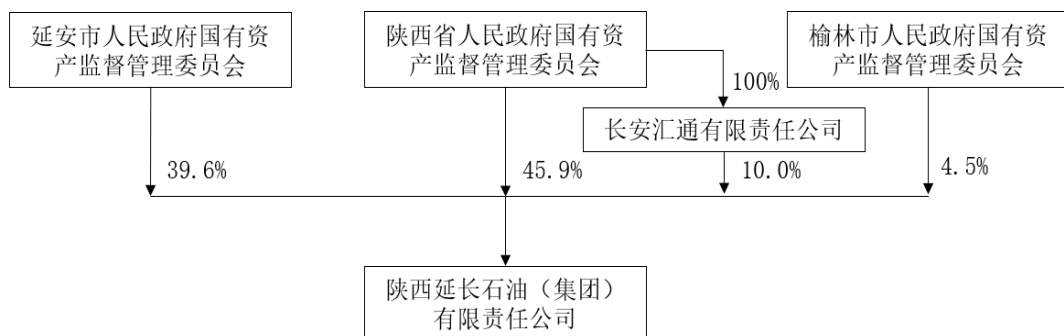 延安市人民政府国有资
产监督管理委员会
陕西省人民政府国有资
产监督管理委员会
榆林市人民政府国有资
产监督管理委员会
100%
长安汇通有限责任公司
39.6%
45.9%
10.0%
4.5%
陕西延长石油（集团）
有限责任公司